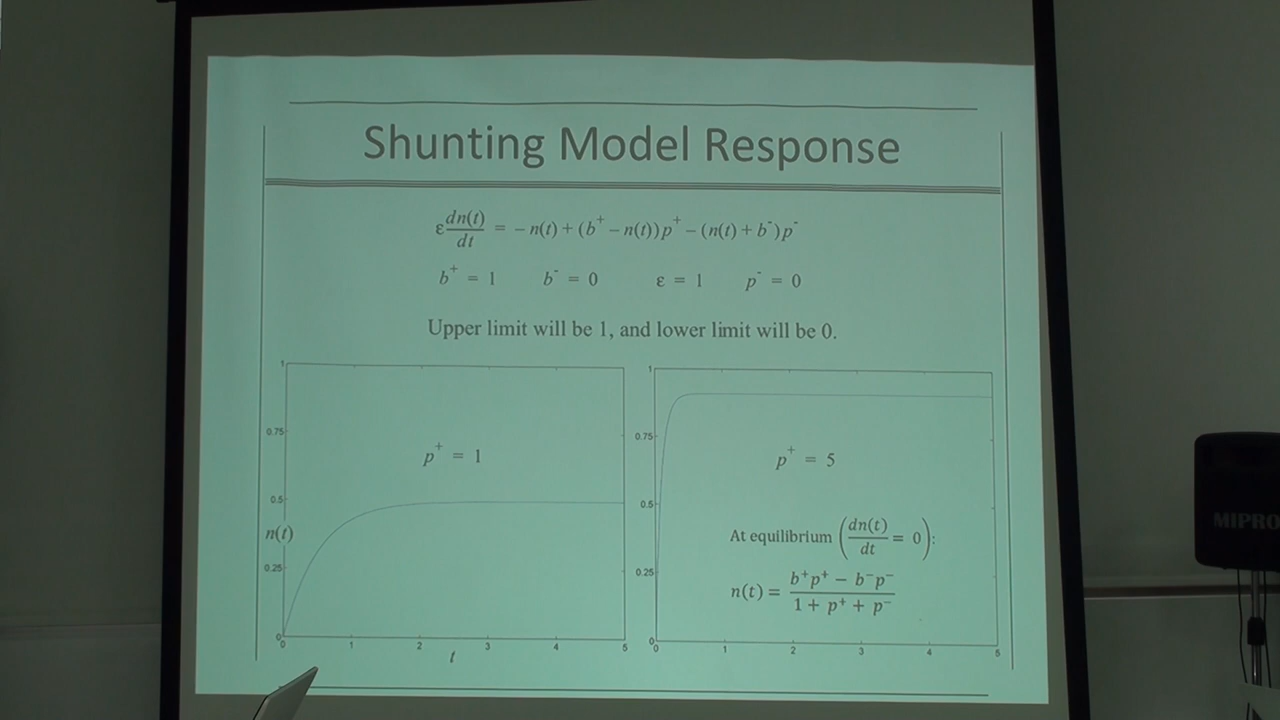 Shunting Model Response
ε dn(t)/dt = − n(t) + (b⁺ − n(t))p⁺ − (n(t) + b⁻)p⁻
b⁺ = 1 b⁻ = 0 ε = 1 p⁻ = 0
Upper limit will be 1, and lower limit will be 0.
1
0.75
0.5
n(t)
0.25
0
p⁺ = 1
0 1 2 3 4 5
t
1
0.75
0.5
0.25
0
p⁺ = 5
At equilibrium (dn(t)/dt = 0):
n(t) = (b⁺p⁺ − b⁻p⁻)/(1 + p⁺ + p⁻)
0 1 2 3 4 5
MIPRO